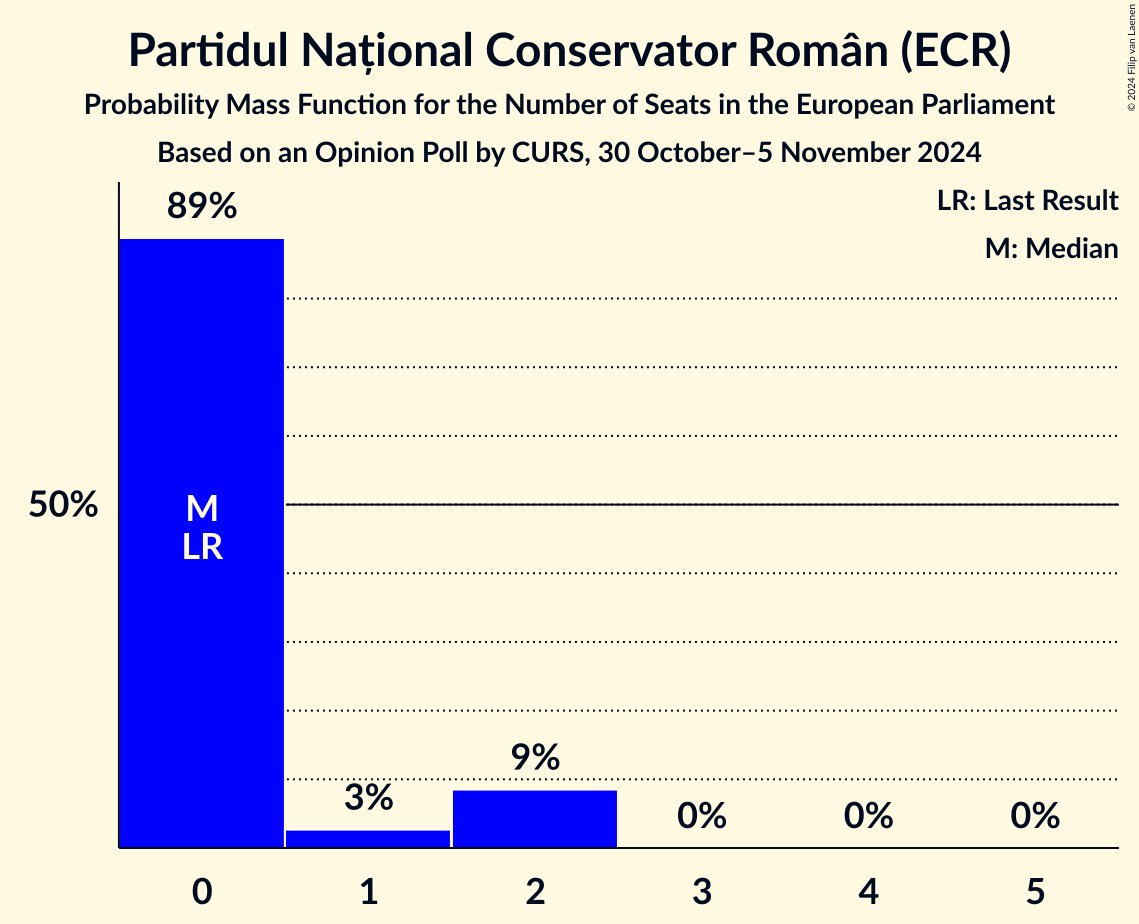 Partidul Național Conservator Român (ECR)
Probability Mass Function for the Number of Seats in the European Parliament
Based on an Opinion Poll by CURS, 30 October–5 November 2024
© 2024 Filip van Laenen
LR: Last Result
M: Median
89%
50%
M
LR
3%
9%
0%
0%
0%
0
1
2
3
4
5